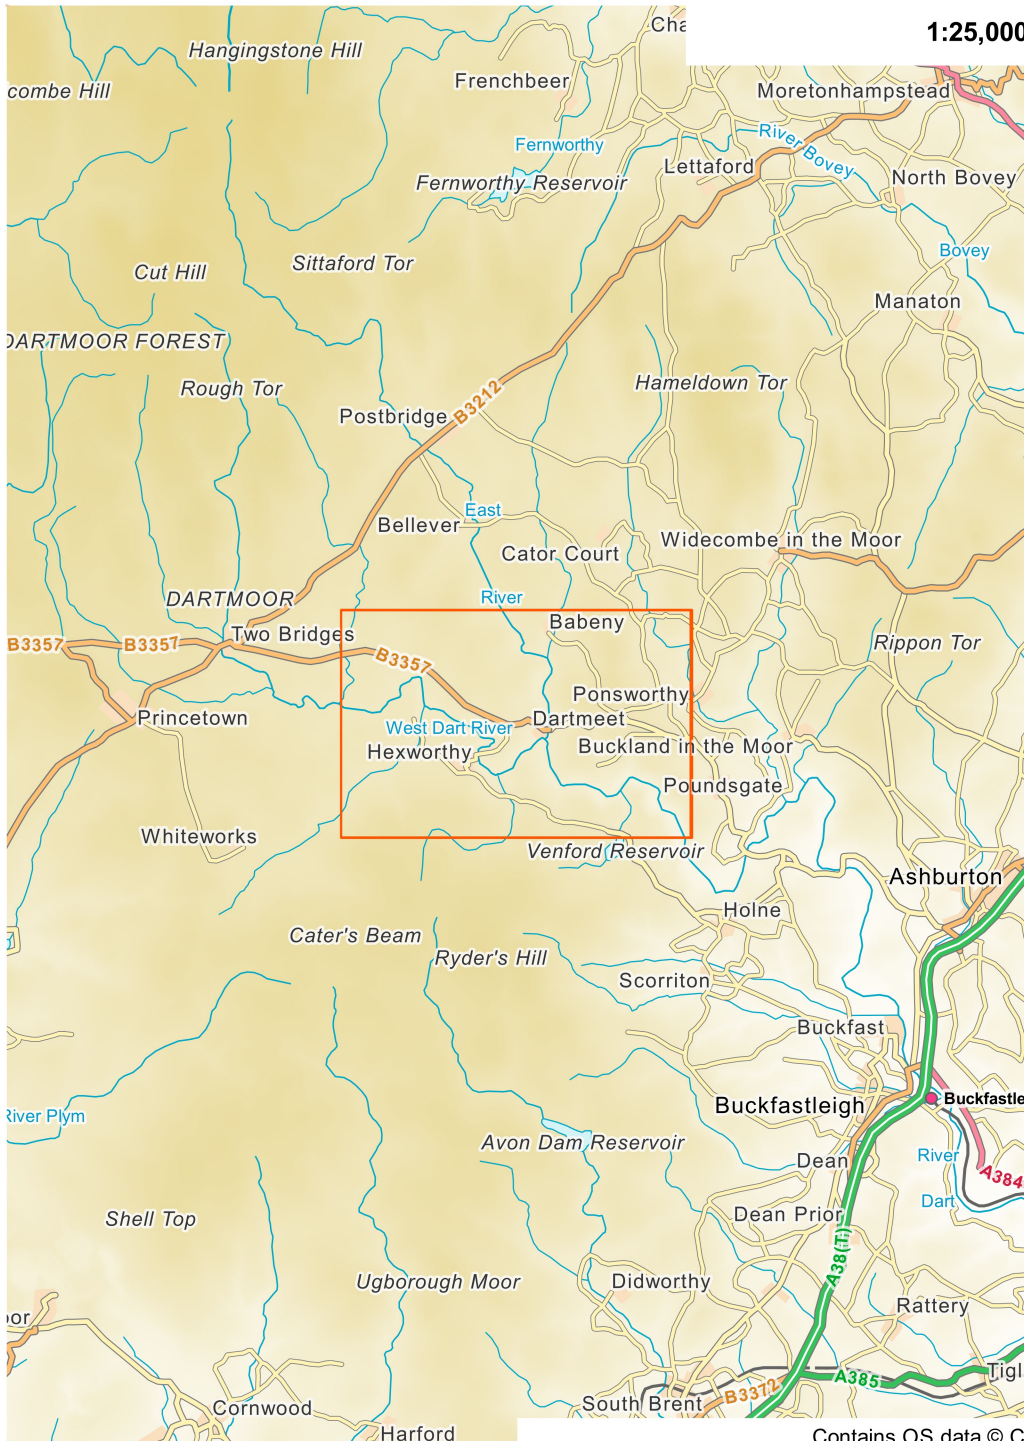 Cha
1:25,000
Hangingstone Hill
Frenchbeer
combe Hill
Moretonhampstead
Fernworthy
River Bovey
Lettaford
Fernworthy Reservoir
North Bovey
Bovey
Sittaford Tor
Cut Hill
Manaton
DARTMOOR FOREST
Rough Tor
Hameldown Tor
B3212
Postbridge
East
Bellever
Cator Court
Widecombe in the Moor
River
DARTMOOR
Babeny
Two Bridges
B3357
B3357
B3357
Rippon Tor
Ponsworthy
Princetown
Dartmeet
West Dart River
Hexworthy
Buckland in the Moor
Poundsgate
Whiteworks
Venford Reservoir
Ashburton
Holne
Cater's Beam
Ryder's Hill
Scorriton
Buckfast
Buckfastleigh
Buckfastle
River Plym
Avon Dam Reservoir
Dean
River
A384
Dart
Shell Top
Dean Prior
A38(T)
Ugborough Moor
Didworthy
Rattery
oor
Tigl
A385
B3372
South Brent
Cornwood
Harford
Contains OS data © C